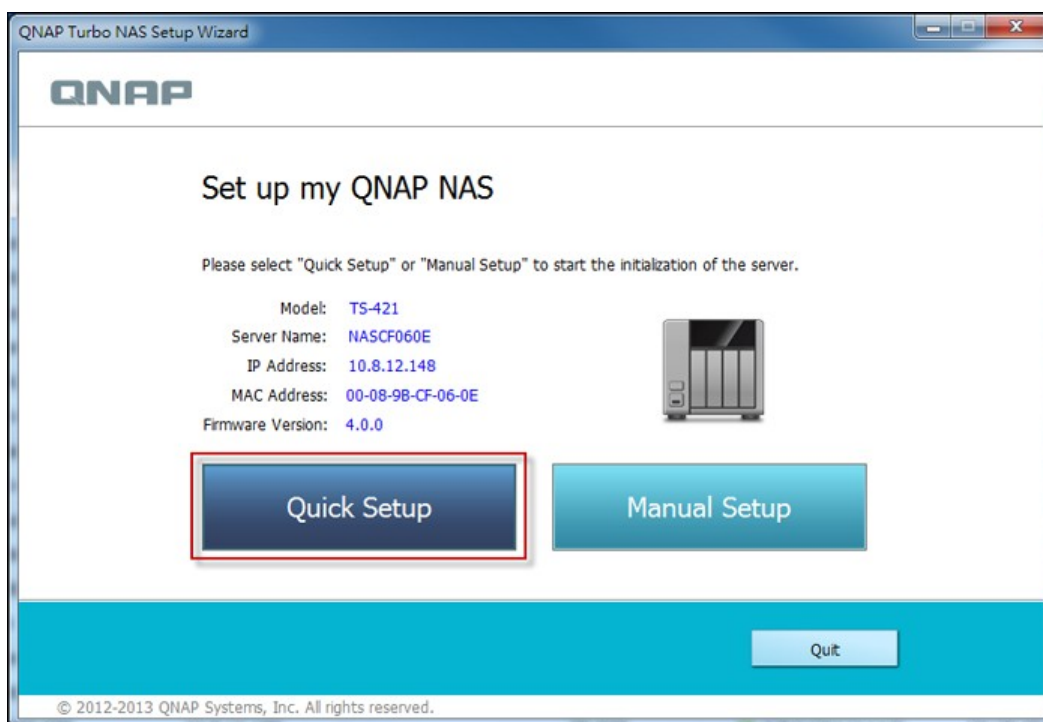 QNAP Turbo NAS Setup Wizard
QNAP
Set up my QNAP NAS
Please select "Quick Setup" or "Manual Setup" to start the initialization of the server.
Model: TS-421
Server Name: NASCF060E
IP Address: 10.8.12.148
MAC Address: 00-08-9B-CF-06-0E
Firmware Version: 4.0.0
Quick Setup
Manual Setup
Quit
© 2012-2013 QNAP Systems, Inc. All rights reserved.